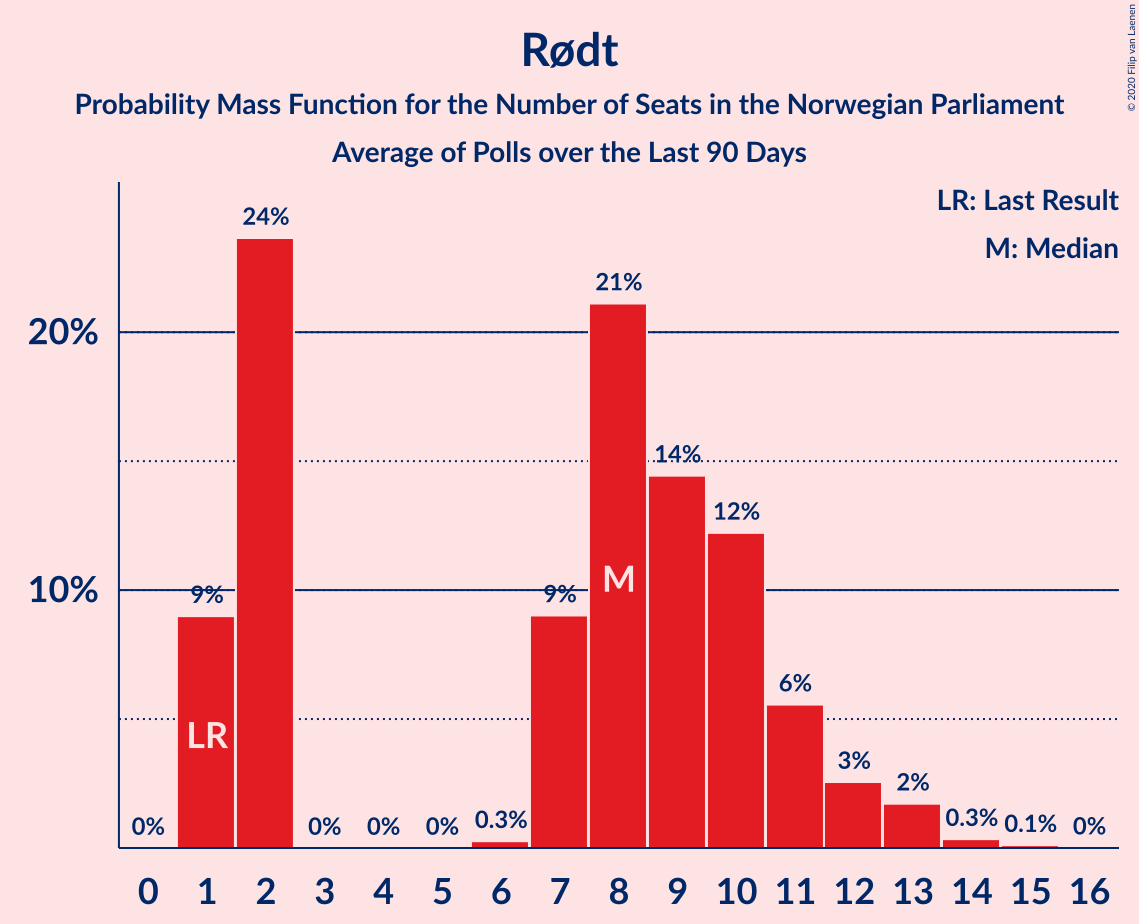 Rødt
Probability Mass Function for the Number of Seats in the Norwegian Parliament
Average of Polls over the Last 90 Days
© 2020 Filip van Laenen
LR: Last Result
M: Median
24%
21%
20%
14%
12%
10%
9%
9%
M
6%
LR
3%
2%
0%
0%
0%
0%
0.3%
0.3%
0.1%
0%
0 1 2 3 4 5 6 7 8 9 10 11 12 13 14 15 16